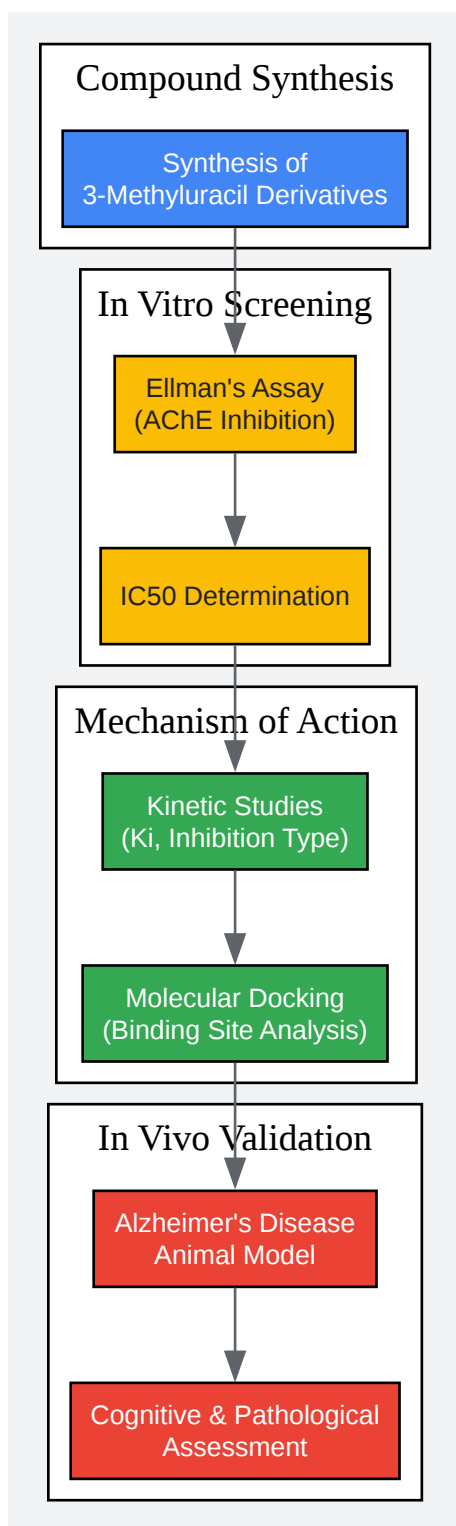 Compound Synthesis
Synthesis of
3-Methyluracil Derivatives
In Vitro Screening
Ellman's Assay
(AChE Inhibition)
IC50 Determination
Mechanism of Action
Kinetic Studies
(Ki, Inhibition Type)
Molecular Docking
(Binding Site Analysis)
In Vivo Validation
Alzheimer's Disease
Animal Model
Cognitive & Pathological
Assessment